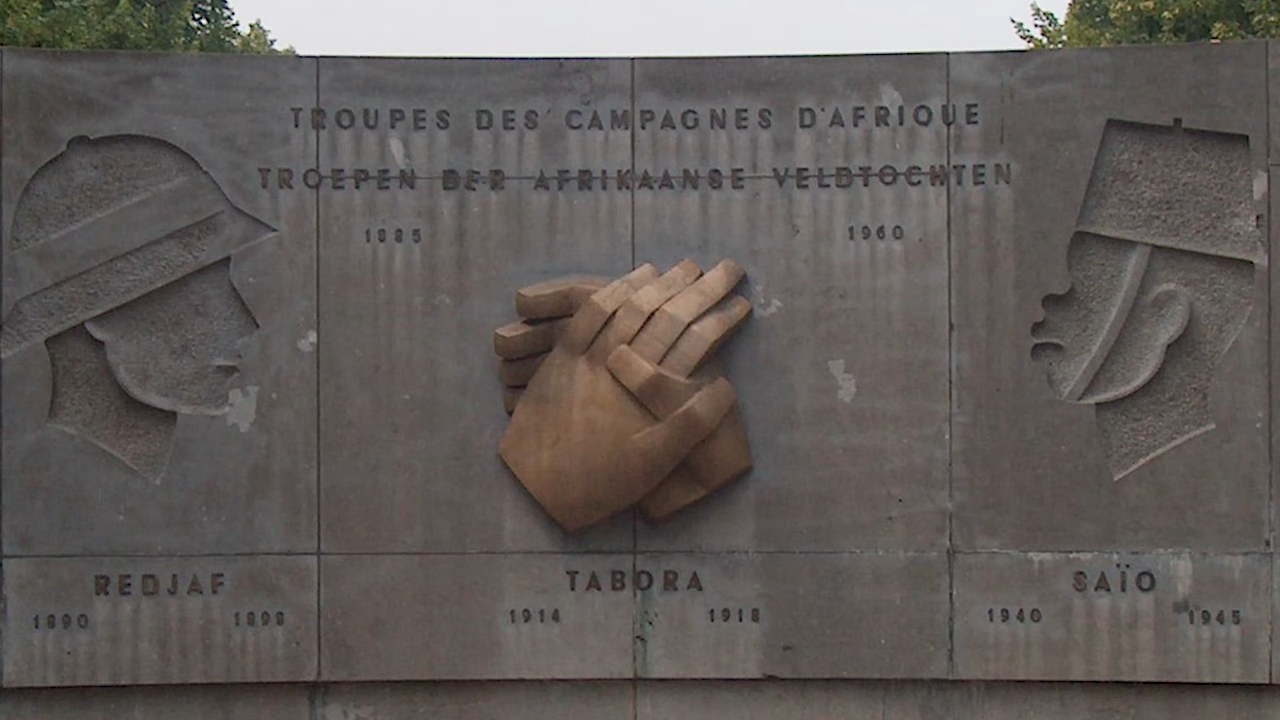 TROUPES DES CAMPAGNES D'AFRIQUE
TROEPEN DER AFRIKAANSE VELDTOCHTEN
1885 1960
REDJAF TABORA SAÏO
1890 1898 1914 1918 1940 1945